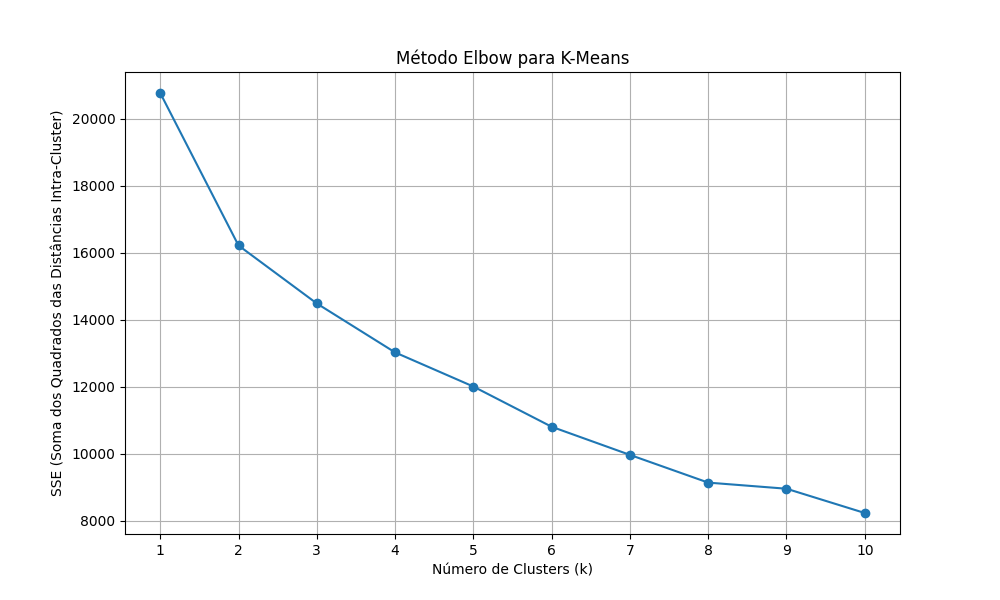 Método Elbow para K-Means
SSE (Soma dos Quadrados das Distâncias Intra-Cluster)
20000
18000
16000
14000
12000
10000
8000
1 2 3 4 5 6 7 8 9 10
Número de Clusters (k)